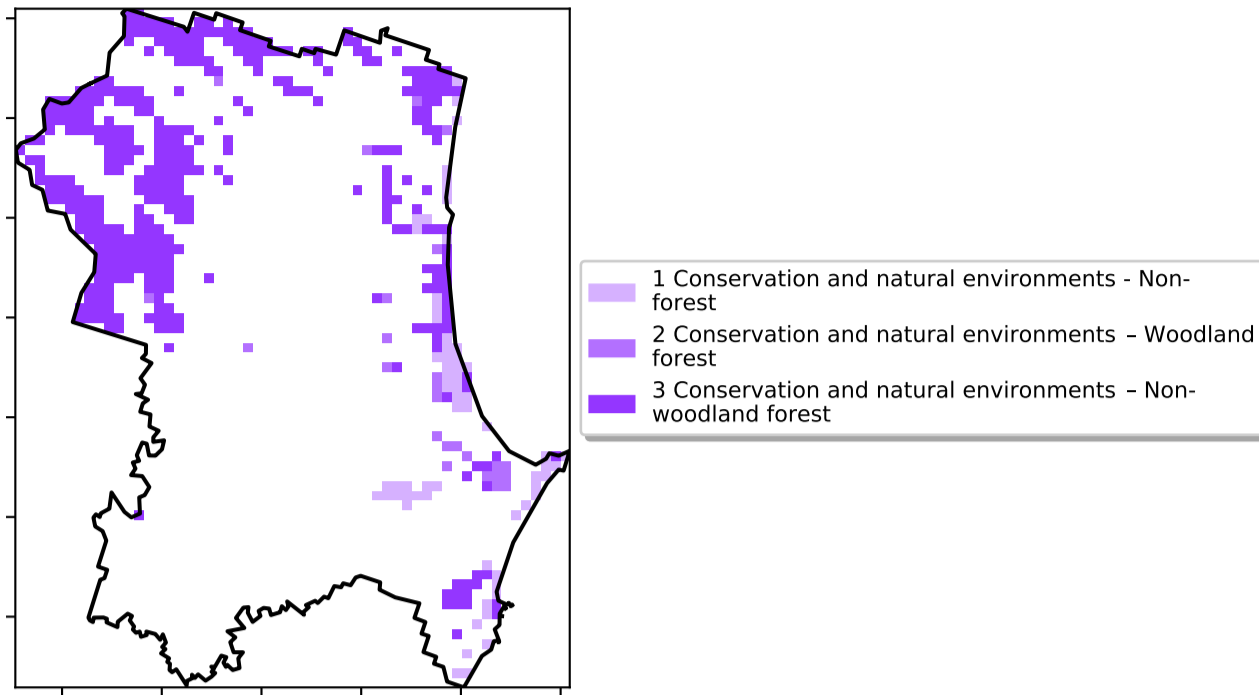 1 Conservation and natural environments - Non-
forest
2 Conservation and natural environments – Woodland
forest
3 Conservation and natural environments – Non-
woodland forest